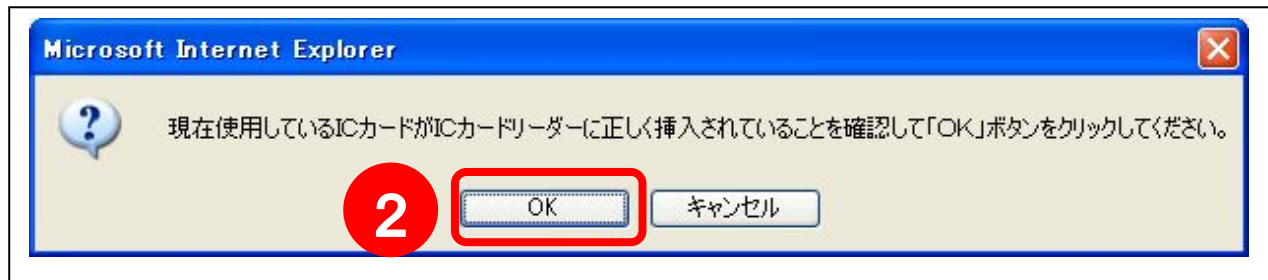 Microsoft Internet Explorer
現在使用しているICカードがICカードリーダーに正しく挿入されていることを確認して「OK」ボタンをクリックしてください。
2
OK
キャンセル